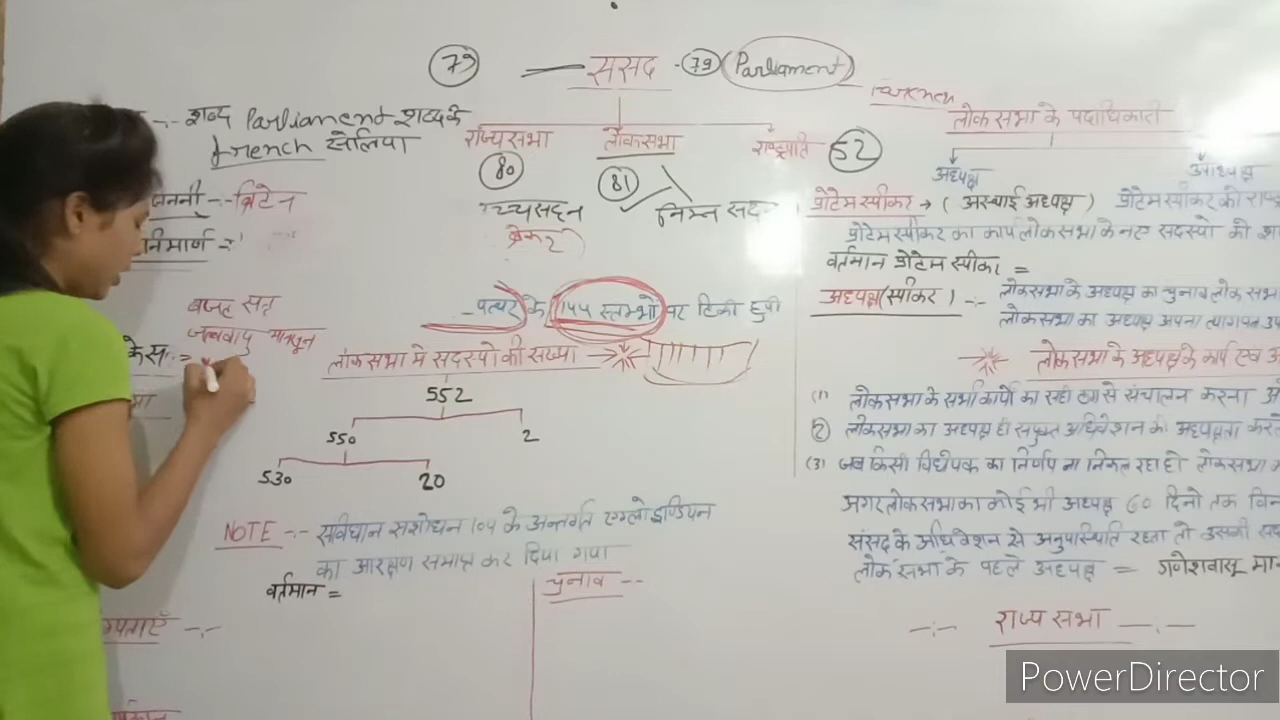 79 संसद - 79 (Parliament)
शब्द Parliament शब्द के
french से लिया
राज्यसभा लोकसभा राष्ट्रपति
80 81 52
जननी -- ब्रिटेन
उच्चसदन निम्न सदन
निर्माण -
बजट सत्र
मानसून
पत्थर के 144 स्तम्भो पर टिकी हुयी
लोकसभा मे सदस्यो की संख्या
552
550 2
530 20
NOTE -- संविधान संशोधन 104 के अन्तर्गत एंग्लो इण्डियन
का आरक्षण समाप्त कर दिया गया
वर्तमान =
चुनाव --
लोकसभा के पदाधिकारी
अध्यक्ष उपाध्यक्ष
प्रोटेम स्पीकर → (अस्थाई अध्यक्ष) प्रोटेम स्पीकर को
प्रोटेम स्पीकर का कार्य लोकसभा के नए सदस्यो को
वर्तमान प्रोटेम स्पीकर =
अध्यक्ष (स्पीकर) -- लोकसभा के अध्यक्ष का चुनाव लोक सभा
लोकसभा का अध्यक्ष अपना त्यागपत्र
लोकसभा के अध्यक्ष के कार्य एवं
(1) लोकसभा के सभी कार्यो का सही ढंग से संचालन करना
(2) लोकसभा का अध्यक्ष ही संयुक्त अधिवेशन की अध्यक्षता
(3) जब किसी विधेयक का निर्णय ना निकल रहा हो लोकसभा
अगर लोकसभा का कोई भी अध्यक्ष 60 दिनो तक
संसद के अधिवेशन से अनुपस्थिति रहता तो उसकी
लोकसभा के पहले अध्यक्ष = गणेशवासू
राज्य सभा
PowerDirector